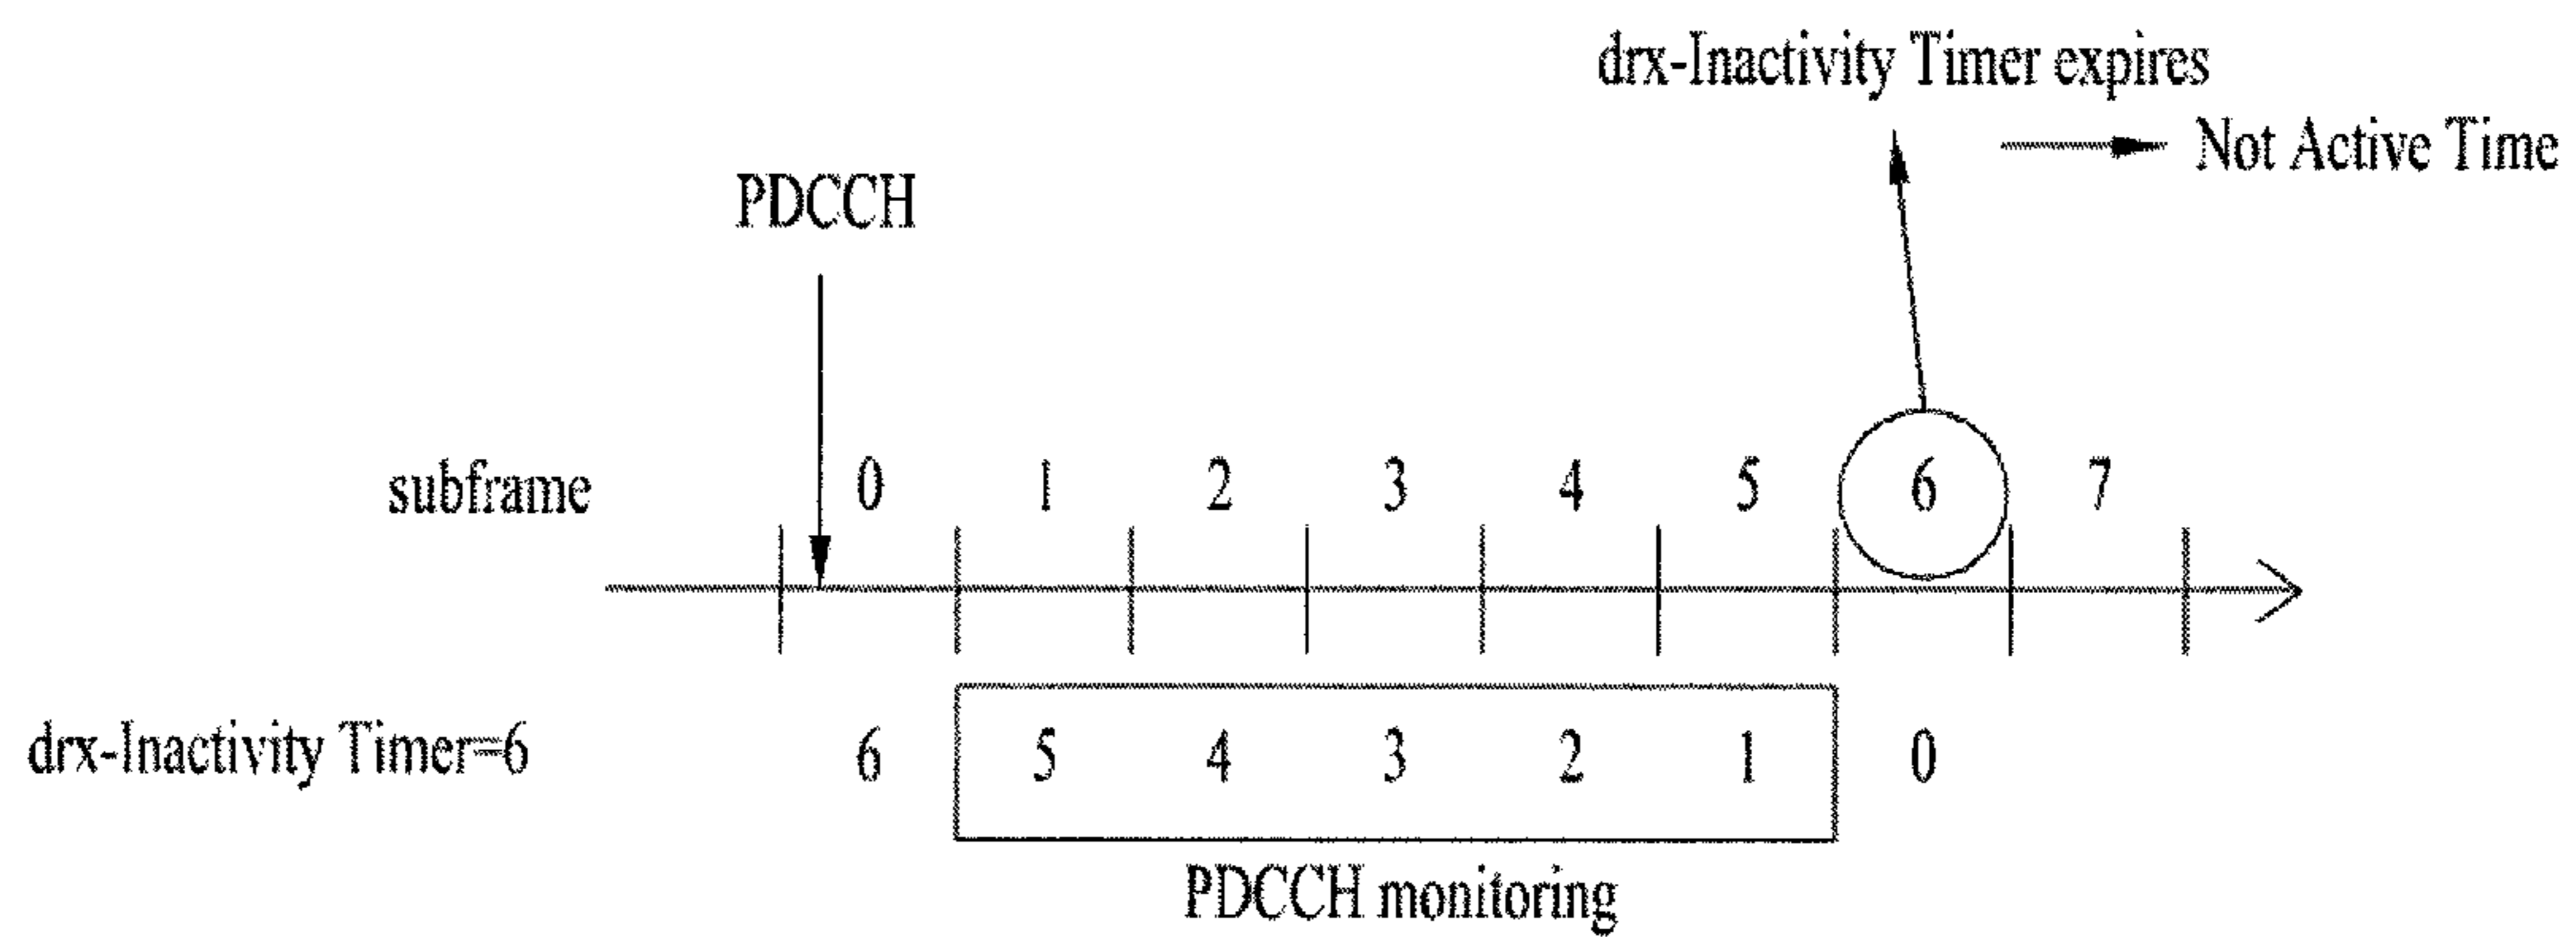 drx-Inactivity Timer expires
Not Active Time
PDCCH
subframe 0 1 2 3 4 5 6 7
drx-Inactivity Timer=6 6 5 4 3 2 1 0
PDCCH monitoring